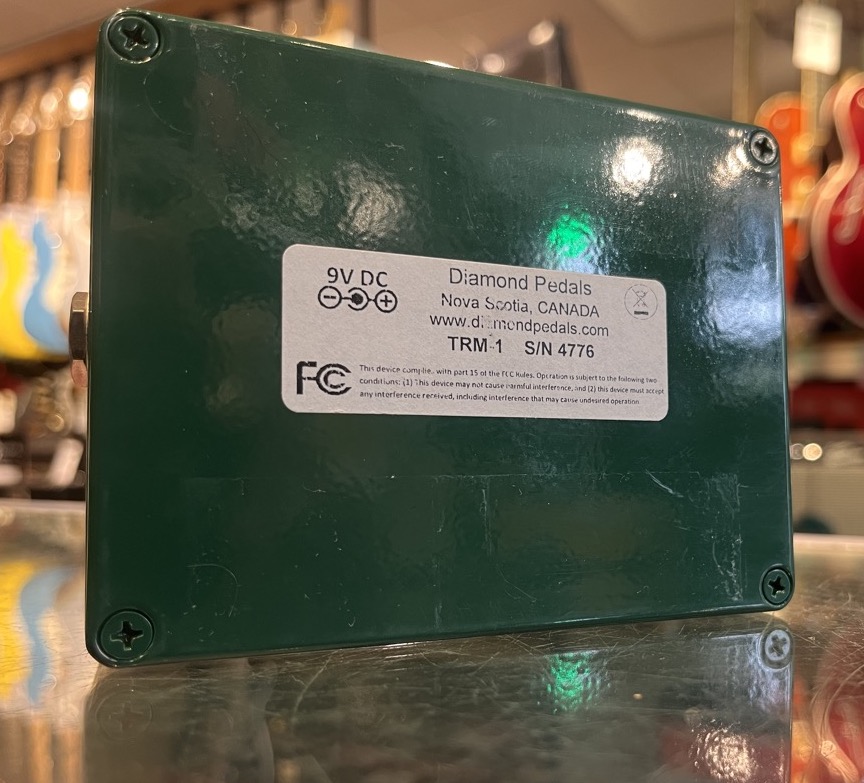 9V DC
Diamond Pedals
Nova Scotia, CANADA
www.diamondpedals.com
TRM-1 S/N 4776
FC This device complies with part 15 of the FCC Rules. Operation is subject to the following two
conditions: (1) This device may not cause harmful interference, and (2) this device must accept
any interference received, including interference that may cause undesired operation.